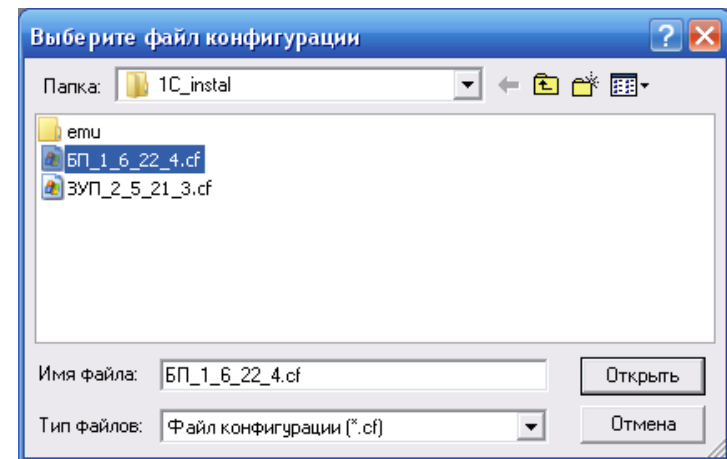 Выберите файл конфигурации
Папка: 1C_instal
emu
БП_1_6_22_4.cf
ЗУП_2_5_21_3.cf
Имя файла: БП_1_6_22_4.cf Открыть
Тип файлов: Файл конфигурации (*.cf) Отмена